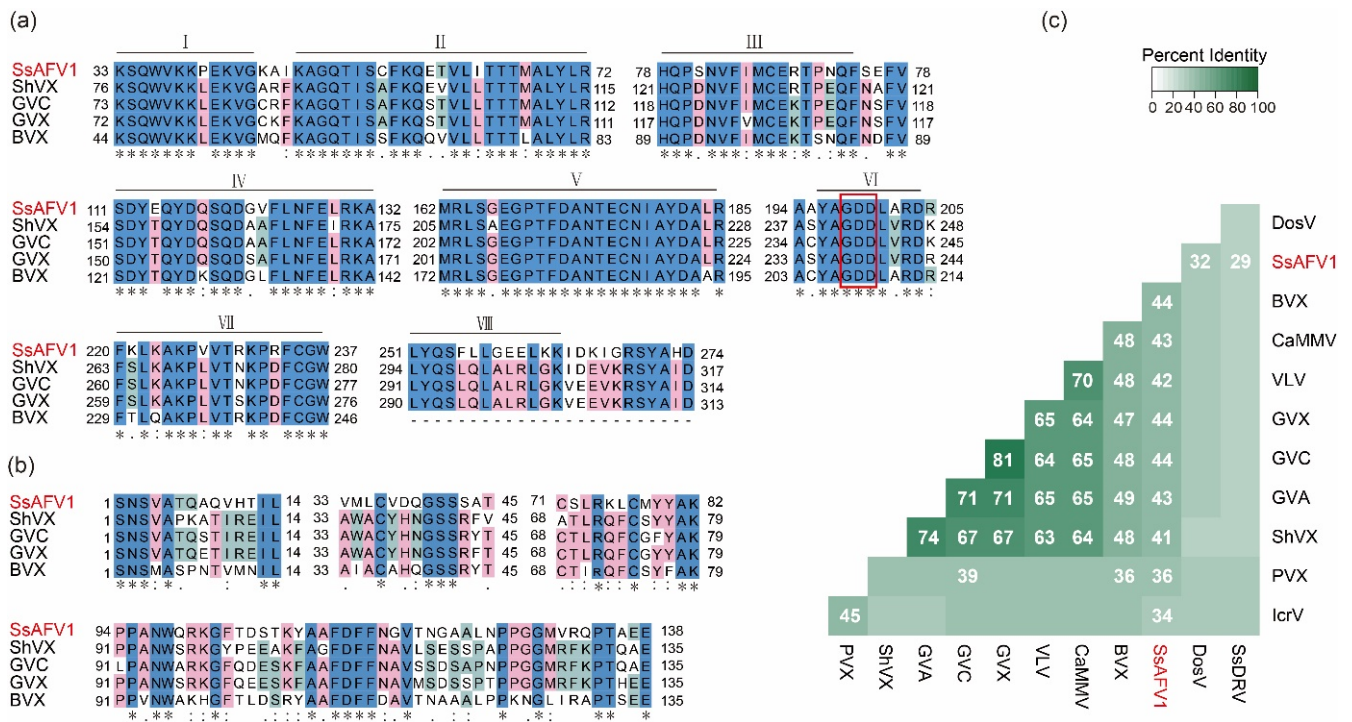 (a)
I II III
SsAFV1 33 KSQWVKKPEKVGKAIKAGQTISCFKQETVLITTTMALYLR 72 78 HQPSNVFIMCERTPNQFSEFV 78
ShVX 76 KSQWVKKLEKVGARFKAGQTISAFKQEVVLLTTTMALYLR 115 121 HQPDNVFIMCERTPEQFNAFV 121
GVC 73 KSQWVKKLEKVGCRFKAGQTISAFKQSTVLLTTTMALYLR 112 118 HQPDNVFIMCEKTPEQFNSFV 118
GVX 72 KSQWVKKLEKVGCKFKAGQTISAFKQSTVLLTTTMALYLR 111 117 HQPDNVFVMCEKTPEQFNSFV 117
BVX 44 KSQWVKKLEKVGMQFKAGQTISSFKQQVVLLTTTLALYLR 83 89 HQPDNVFIMCEKTSNQFNDFV 89
IV V VI
SsAFV1 111 SDYEQYDQSQDGVFLNFELRKA 132 162 MRLSGEGPTFDANTECNIAYDALR 185 194 AAYAGDDLARDR 205
ShVX 154 SDYTQYDQSQDAAFLNFEIRKA 175 205 MRLSAEGPTFDANTECNIAYDALR 228 237 ASYAGDDLVRDK 248
GVC 151 SDYTQYDQSQDAAFLNFELRKA 172 202 MRLSGEGPTFDANTECNIAYDALR 225 234 ACYAGDDLVRDK 245
GVX 150 SDYTQYDQSQDSAFLNFELRKA 171 201 MRLSGEGPTFDANTECNIAYDALR 224 233 ASYAGDDLVRDR 244
BVX 121 SDYTQYDKSQDGLFLNFELRKA 142 172 MRLSGEGPTFDANTECNIAYDAAR 195 203 ACYAGDDLARDR 214
VII VIII
SsAFV1 220 FKLKAKPVVTRKPRFCGW 237 251 LYQSFLLGEELKKIDKIGRSYAHD 274
ShVX 263 FSLKAKPLVTNKPDFCGW 280 294 LYQSLQLALRLGKIDEVKRSYAID 317
GVC 260 FSLKAKPLVTNKPDFCGW 277 291 LYQSLQLALRLGKVEEVKRSYAID 314
GVX 259 FSLKAKPLVTSKPDFCGW 276 290 LYQSLQLALRLGKVEEVKRSYAID 313
BVX 229 FTLQAKPLVTRKPDFCGW 246
(b)
SsAFV1 1 SNSVATQAQVHTIL 14 33 VMLCVDQGSSSAT 45 71 CSLRKLCMYYAK 82
ShVX 1 SNSVAPKATIREIL 14 33 AWACYHNGSSRFV 45 68 ATLRQFCSYYAK 79
GVC 1 SNSVATQSTIREIL 14 33 AWACYHNGSSRYT 45 68 CTLRQFCGFYAK 79
GVX 1 SNSVATQETIREIL 14 33 AWACYHNGSSRYT 45 68 CTLRQFCGYYAK 79
BVX 1 SNSMASPNTVMNIL 14 33 AIACAHQGSSRYT 45 68 CTIRQFCSYFAK 79
SsAFV1 94 PPANWQRKGFTDSTKYAAFDFFNGVTNGAALNPPGGMVRQPTAEE 138
ShVX 91 PPANWSRKGYPEEAKFAGFDFFNAVLSESSPAPPGGMRFKPTQAE 135
GVC 91 LPANWSRKGFQDESKFAGFDFFNAVLSSDSAPNPPGGMRFKPTQAE 135
GVX 91 PPANWSRKGFQEESKFAGFDFFNAVMSDSSPTPPGGMRFKPTHEE 135
BVX 91 PPVNWAKHGFTLDSRYAAFDFFDAVTNAAALPPKNGLIRAPTSEE 135
(c)
Percent Identity
0 20 40 60 80 100
DosV
32 29 SsAFV1
44 BVX
48 43 CaMMV
70 48 42 VLV
65 64 47 44 GVX
81 64 65 48 44 GVC
71 71 65 65 49 43 GVA
74 67 67 63 64 48 41 ShVX
39 36 36 PVX
45 34 IcrV
PVX ShVX GVA GVC GVX VLV CaMMV BVX SsAFV1 DosV SsDRV